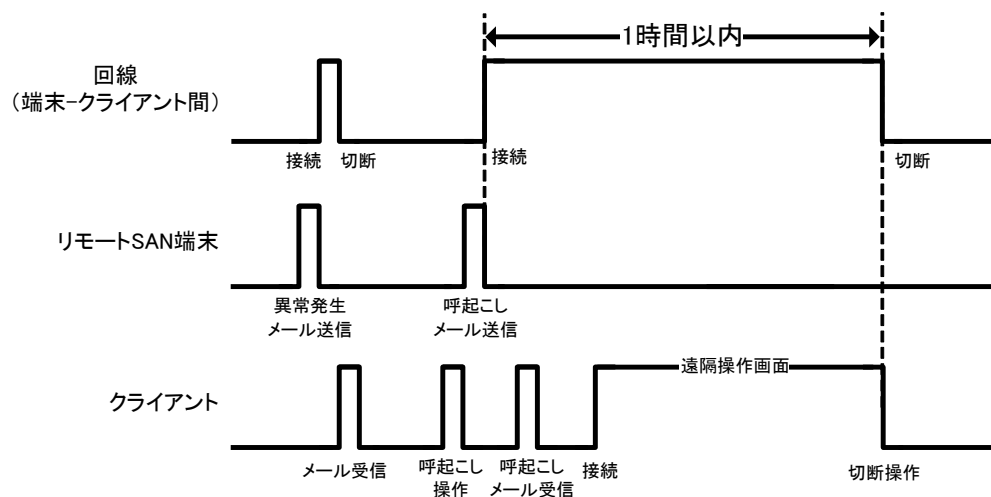 1時間以内
回線
（端末-クライアント間）
接続
切断
接続
切断
リモートSAN端末
異常発生
メール送信
呼起こし
メール送信
遠隔操作画面
クライアント
メール受信
呼起こし
操作
呼起こし
メール受信
接続
切断操作